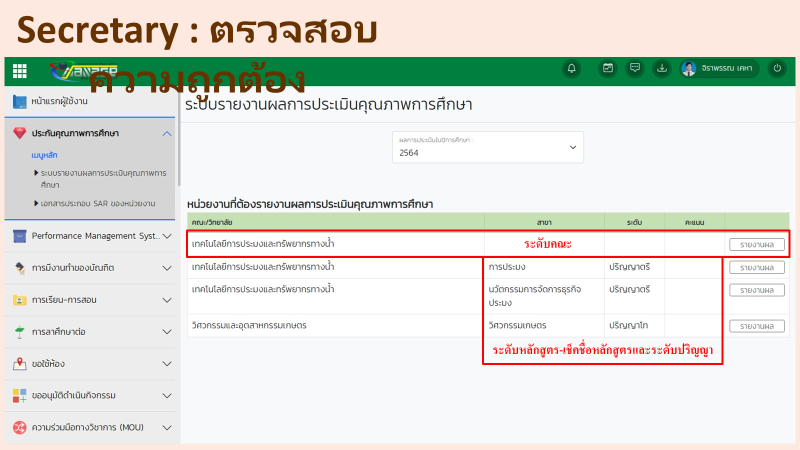 Secretary : ตรวจสอบ
ความถูกต้อง
จิราพรรณ เคหา
หน้าแรกผู้ใช้งาน
ระบบรายงานผลการประเมินคุณภาพการศึกษา
ประกันคุณภาพการศึกษา
เมนูหลัก
ระบบรายงานผลการประเมินคุณภาพการ
ศึกษา
เอกสารประกอบ SAR ของหน่วยงาน
ผลการประเมินในปีการศึกษา :
2564
หน่วยงานที่ต้องรายงานผลการประเมินคุณภาพการศึกษา
คณะ/วิทยาลัย สาขา ระดับ คะแนน
เทคโนโลยีการประมงและทรัพยากรทางน้ำ ระดับคณะ รายงานผล
เทคโนโลยีการประมงและทรัพยากรทางน้ำ การประมง ปริญญาตรี รายงานผล
เทคโนโลยีการประมงและทรัพยากรทางน้ำ นวัตกรรมการจัดการธุรกิจ ปริญญาตรี รายงานผล
ประมง
วิศวกรรมและอุตสาหกรรมเกษตร วิศวกรรมเกษตร ปริญญาโท รายงานผล
ระดับหลักสูตร-เช็คชื่อหลักสูตรและระดับปริญญา
Performance Management Syst..
การมีงานทำของบัณฑิต
การเรียน-การสอน
การลาศึกษาต่อ
ขอใช้ห้อง
ขออนุมัติดำเนินกิจกรรม
ความร่วมมือทางวิชาการ (MOU)